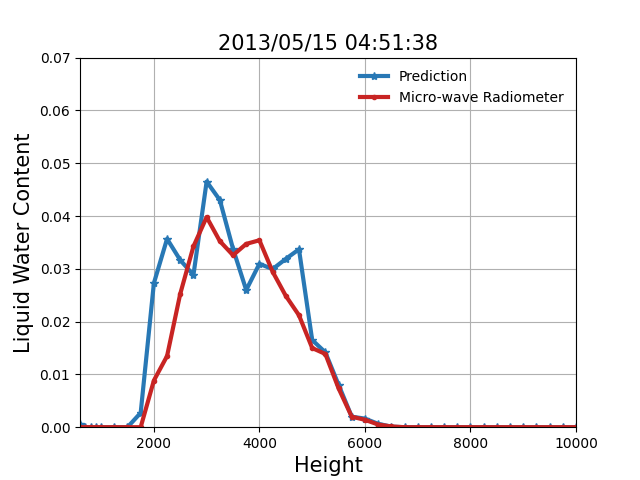 2013/05/15 04:51:38
0.07
0.06
0.05
0.04
0.03
0.02
0.01
0.00
Liquid Water Content
Prediction
Micro-wave Radiometer
2000 4000 6000 8000 10000
Height